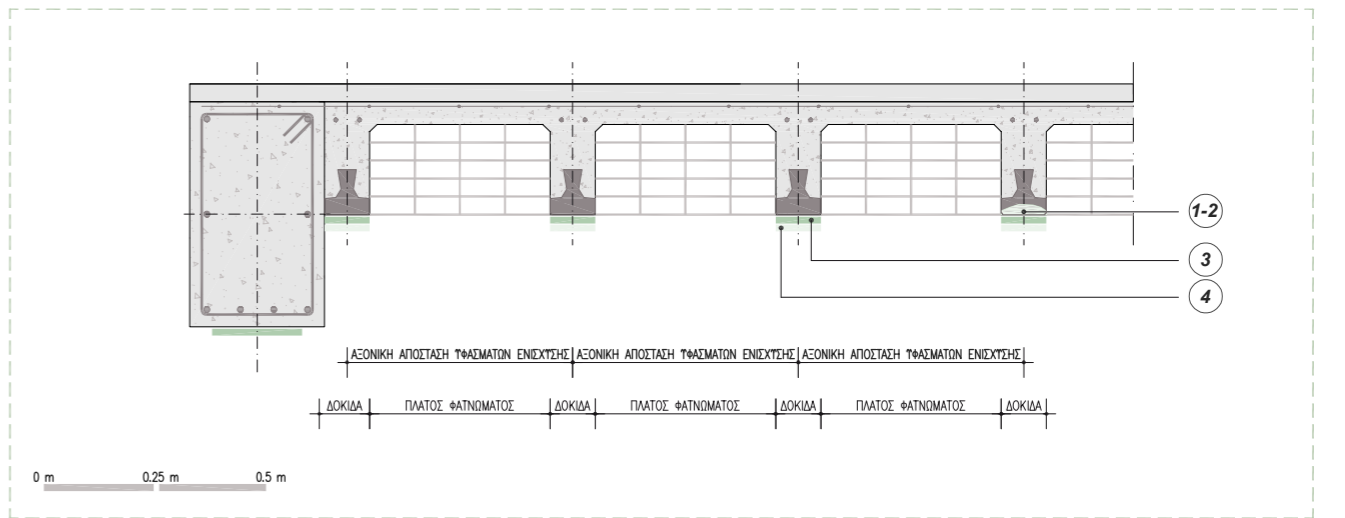 1-2
3
4
ΑΞΟΝΙΚΗ ΑΠΟΣΤΑΣΗ ΥΦΑΣΜΑΤΩΝ ΕΝΙΣΧΥΣΗΣ ΑΞΟΝΙΚΗ ΑΠΟΣΤΑΣΗ ΥΦΑΣΜΑΤΩΝ ΕΝΙΣΧΥΣΗΣ ΑΞΟΝΙΚΗ ΑΠΟΣΤΑΣΗ ΥΦΑΣΜΑΤΩΝ ΕΝΙΣΧΥΣΗΣ
ΔΟΚΙΔΑ ΠΛΑΤΟΣ ΦΑΤΝΩΜΑΤΟΣ ΔΟΚΙΔΑ ΠΛΑΤΟΣ ΦΑΤΝΩΜΑΤΟΣ ΔΟΚΙΔΑ ΠΛΑΤΟΣ ΦΑΤΝΩΜΑΤΟΣ ΔΟΚΙΔΑ
0 m 0.25 m 0.5 m